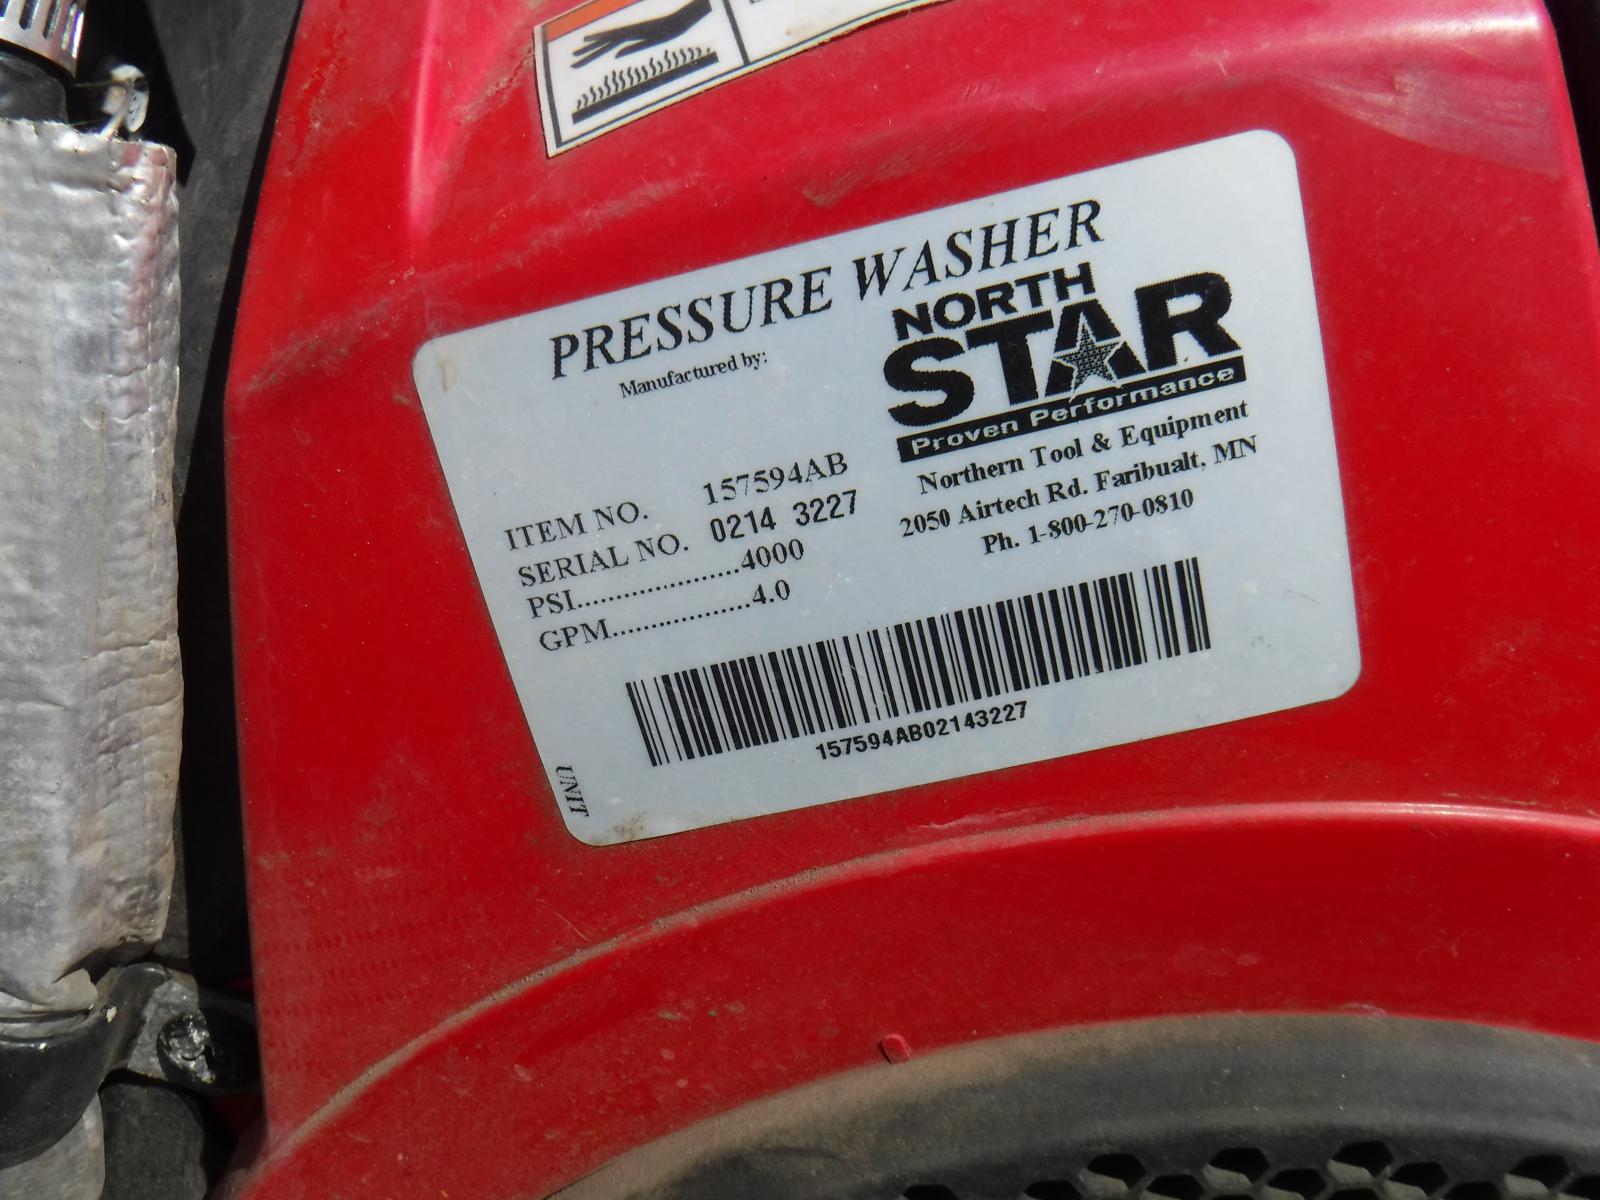 PRESSURE WASHER
Manufactured by:
NORTH
STAR
Proven Performance
Northern Tool & Equipment
2050 Airtech Rd. Faribualt, MN
Ph. 1-800-270-0810
ITEM NO. 157594AB
SERIAL NO. 0214 3227
PSI....................4000
GPM.................4.0
157594AB02143227
UNIT